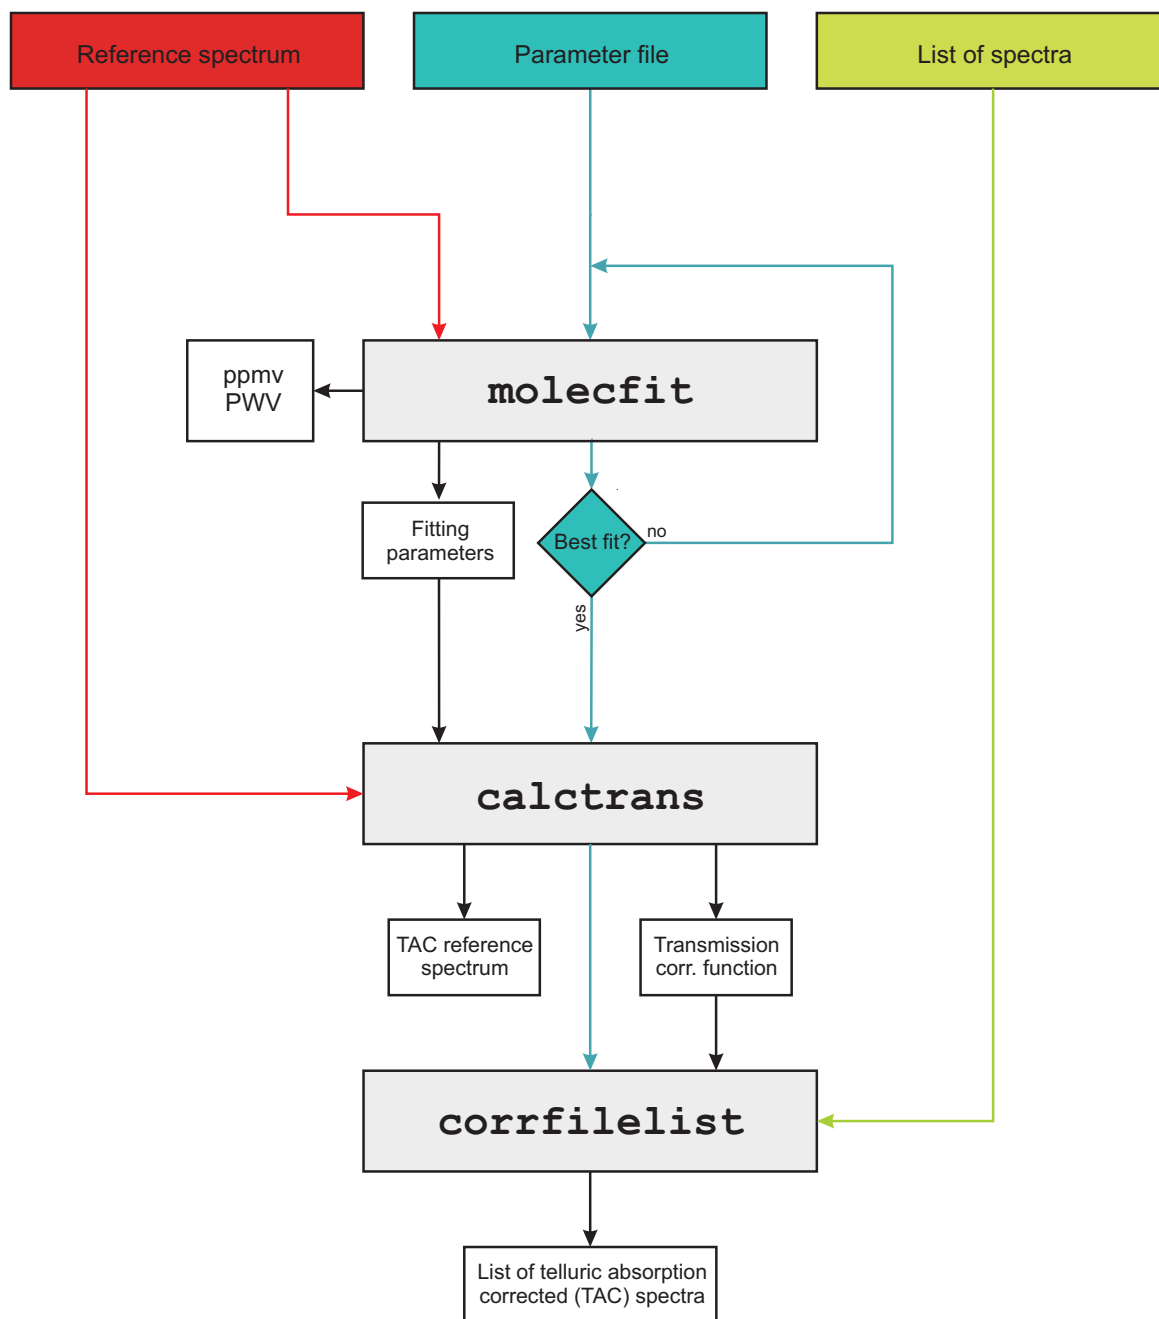 Reference spectrum
Parameter file
List of spectra
ppmv
PWV
molecfit
Fitting
parameters
Best fit?
no
yes
calctrans
TAC reference
spectrum
Transmission
corr. function
corrfilelist
List of telluric absorption
corrected (TAC) spectra